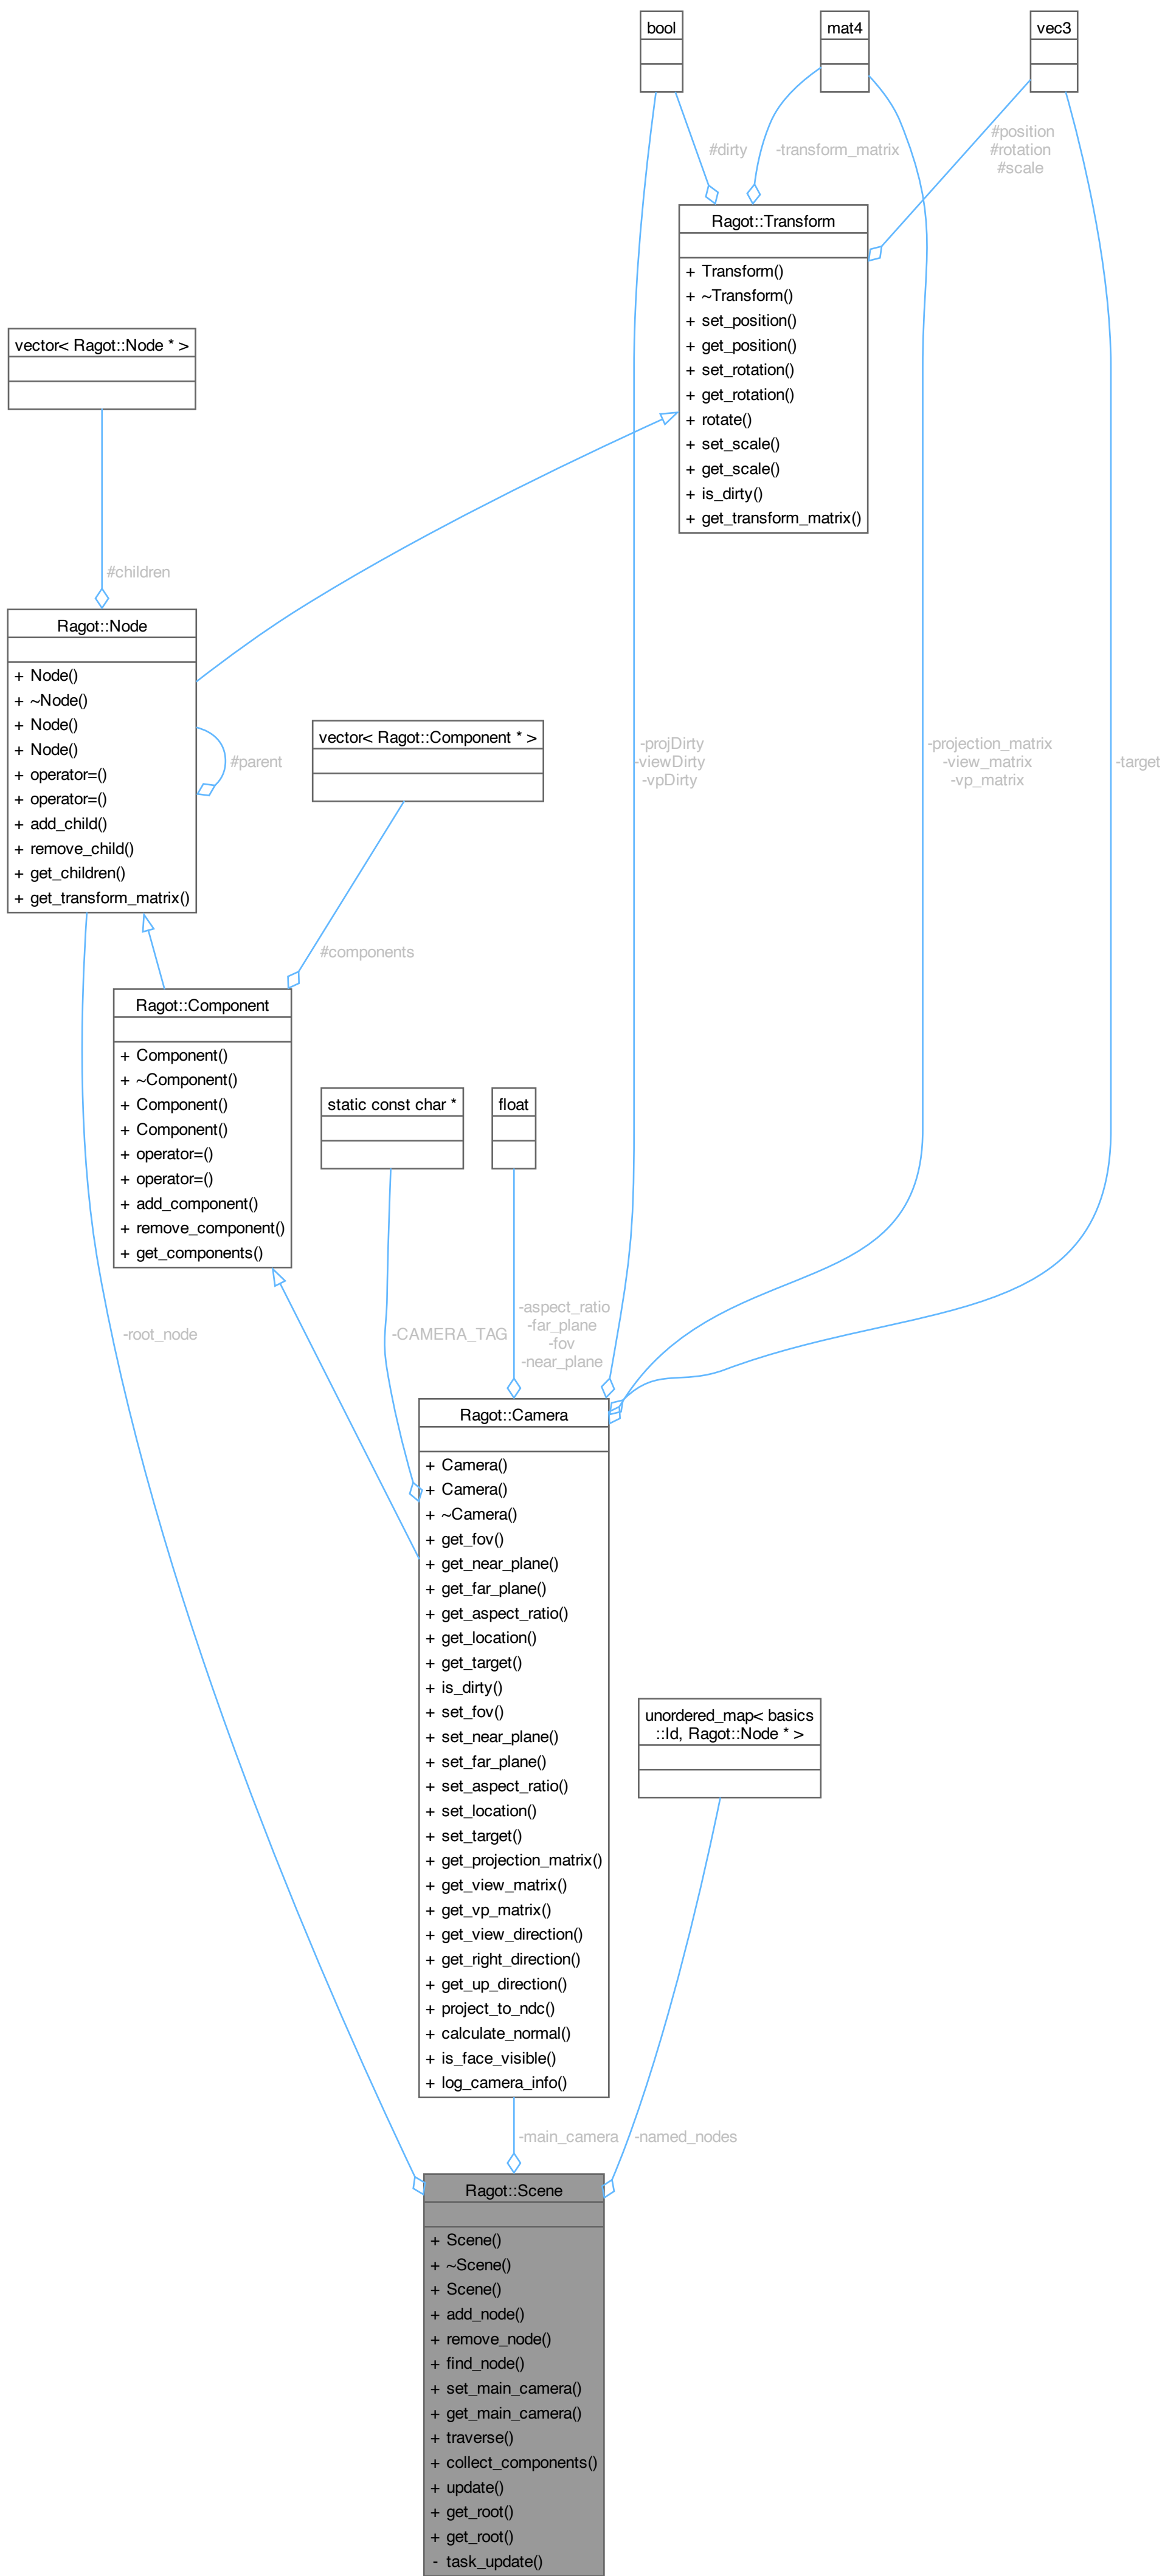 bool
mat4
vec3
#dirty
-transform_matrix
#position
#rotation
#scale
Ragot::Transform
+ Transform()
+ ~Transform()
+ set_position()
+ get_position()
+ set_rotation()
+ get_rotation()
+ rotate()
+ set_scale()
+ get_scale()
+ is_dirty()
+ get_transform_matrix()
vector< Ragot::Node * >
#children
Ragot::Node
+ Node()
+ ~Node()
+ Node()
+ Node()
+ operator=()
+ operator=()
+ add_child()
+ remove_child()
+ get_children()
+ get_transform_matrix()
#parent
vector< Ragot::Component * >
-projDirty
-viewDirty
-vpDirty
-projection_matrix
-view_matrix
-vp_matrix
-target
#components
Ragot::Component
+ Component()
+ ~Component()
+ Component()
+ Component()
+ operator=()
+ operator=()
+ add_component()
+ remove_component()
+ get_components()
static const char *
float
-root_node
-CAMERA_TAG
-aspect_ratio
-far_plane
-fov
-near_plane
Ragot::Camera
+ Camera()
+ Camera()
+ ~Camera()
+ get_fov()
+ get_near_plane()
+ get_far_plane()
+ get_aspect_ratio()
+ get_location()
+ get_target()
+ is_dirty()
+ set_fov()
+ set_near_plane()
+ set_far_plane()
+ set_aspect_ratio()
+ set_location()
+ set_target()
+ get_projection_matrix()
+ get_view_matrix()
+ get_vp_matrix()
+ get_view_direction()
+ get_right_direction()
+ get_up_direction()
+ project_to_ndc()
+ calculate_normal()
+ is_face_visible()
+ log_camera_info()
unordered_map< basics
::Id, Ragot::Node * >
-main_camera
-named_nodes
Ragot::Scene
+ Scene()
+ ~Scene()
+ Scene()
+ add_node()
+ remove_node()
+ find_node()
+ set_main_camera()
+ get_main_camera()
+ traverse()
+ collect_components()
+ update()
+ get_root()
+ get_root()
- task_update()